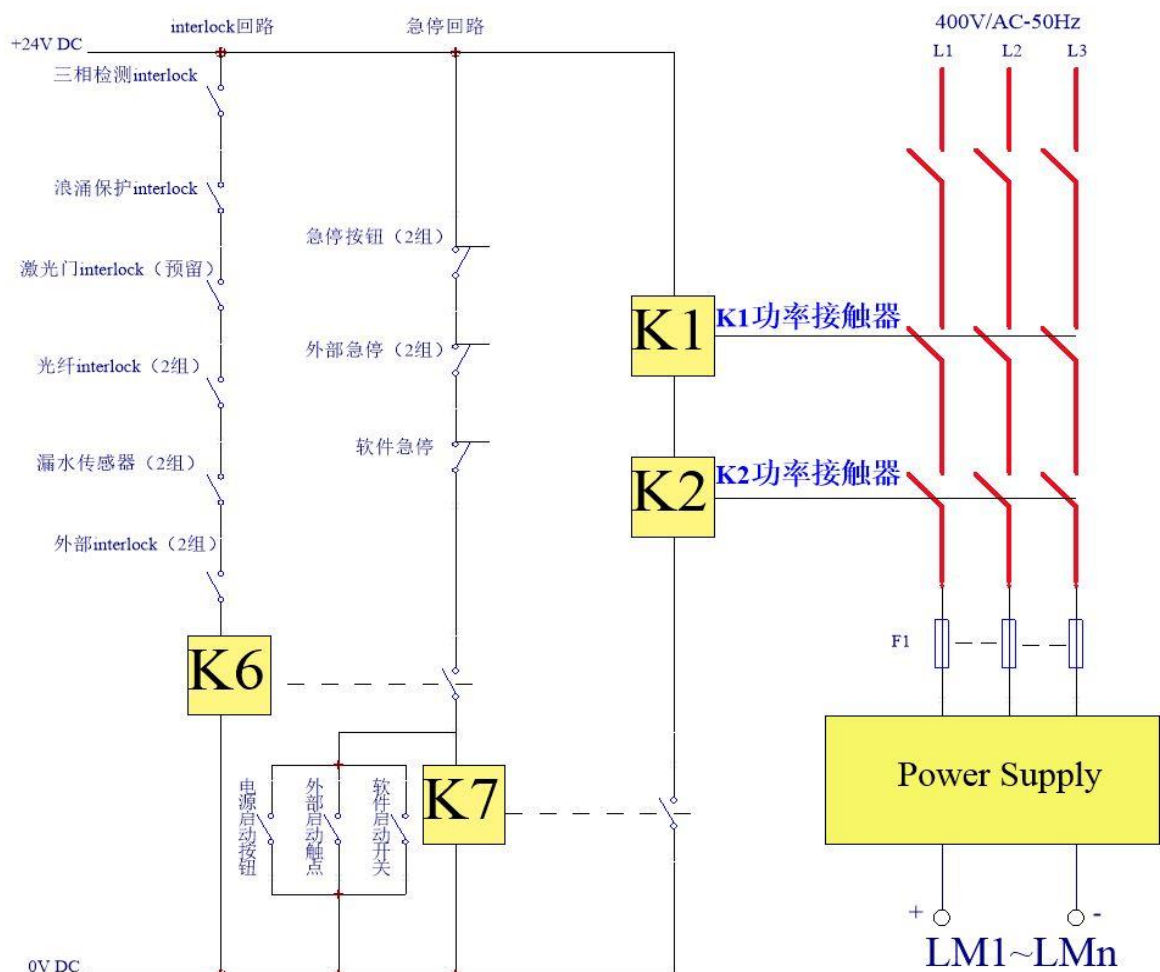 interlock回路
急停回路
400V/AC-50Hz
+24V DC
L1
L2
L3
三相检测interlock
浪涌保护interlock
激光门interlock（预留）
光纤interlock（2组）
漏水传感器（2组）
外部interlock（2组）
急停按钮（2组）
外部急停（2组）
软件急停
K1
K1功率接触器
K2
K2功率接触器
K6
F1
K7
电源启动按钮
外部启动触点
软件启动开关
Power Supply
+
-
LM1~LMn
0V DC